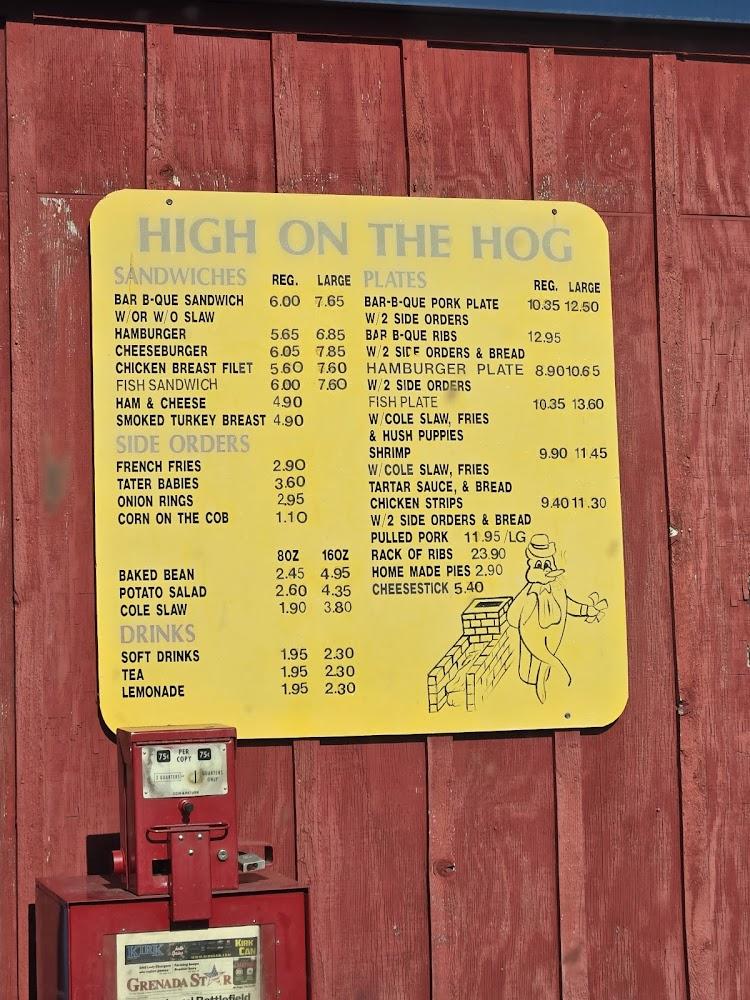 HIGH ON THE HOG
SANDWICHES REG. LARGE
BAR B-QUE SANDWICH 6.00 7.65
W/OR W/O SLAW
HAMBURGER 5.65 6.85
CHEESEBURGER 6.05 7.85
CHICKEN BREAST FILET 5.60 7.60
FISH SANDWICH 6.00 7.60
HAM & CHEESE 4.90
SMOKED TURKEY BREAST 4.90
SIDE ORDERS
FRENCH FRIES 2.90
TATER BABIES 3.60
ONION RINGS 2.95
CORN ON THE COB 1.10
8OZ 16OZ
BAKED BEAN 2.45 4.95
POTATO SALAD 2.60 4.35
COLE SLAW 1.90 3.80
DRINKS
SOFT DRINKS 1.95 2.30
TEA 1.95 2.30
LEMONADE 1.95 2.30
PLATES REG. LARGE
BAR-B-QUE PORK PLATE 10.35 12.50
W/2 SIDE ORDERS
BAR B-QUE RIBS 12.95
W/2 SIDE ORDERS & BREAD
HAMBURGER PLATE 8.90 10.65
W/2 SIDE ORDERS
FISH PLATE 10.35 13.60
W/COLE SLAW, FRIES
& HUSH PUPPIES
SHRIMP 9.90 11.45
W/COLE SLAW, FRIES
TARTAR SAUCE, & BREAD
CHICKEN STRIPS 9.40 11.30
W/2 SIDE ORDERS & BREAD
PULLED PORK 11.95 /LG
RACK OF RIBS 23.90
HOME MADE PIES 2.90
CHEESESTICK 5.40
75¢ PER COPY 75¢
QUARTERS ONLY
KIRK
KIRK CAN
GRENADA STAR
Battlefield